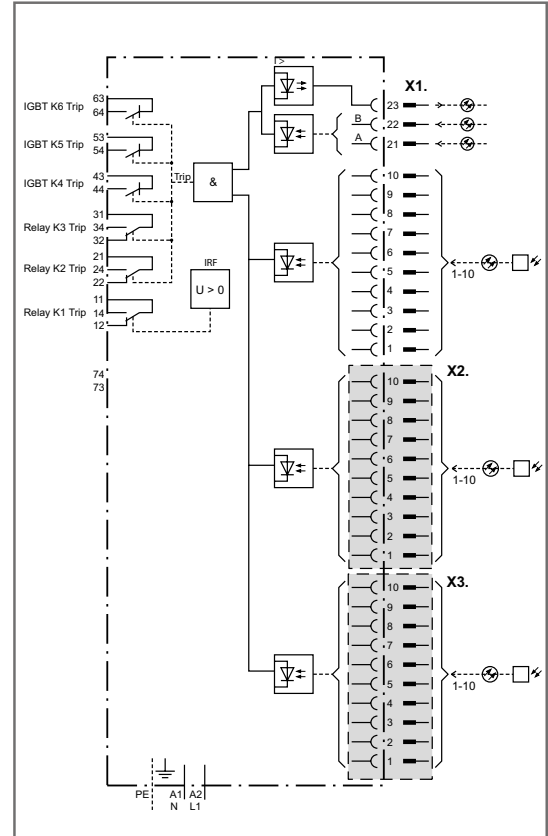 I >
X1.
63
64
IGBT K6 Trip
53
54
IGBT K5 Trip
43
44
IGBT K4 Trip
31
34
32
Relay K3 Trip
21
24
22
Relay K2 Trip
11
14
12
Relay K1 Trip
Trip
&
IRF
U > 0
74
73
23
B
22
A
21
10
9
8
7
6
5
4
3
2
1
1-10
X2.
10
9
8
7
6
5
4
3
2
1
1-10
X3.
10
9
8
7
6
5
4
3
2
1
1-10
PE
A1
A2
N
L1